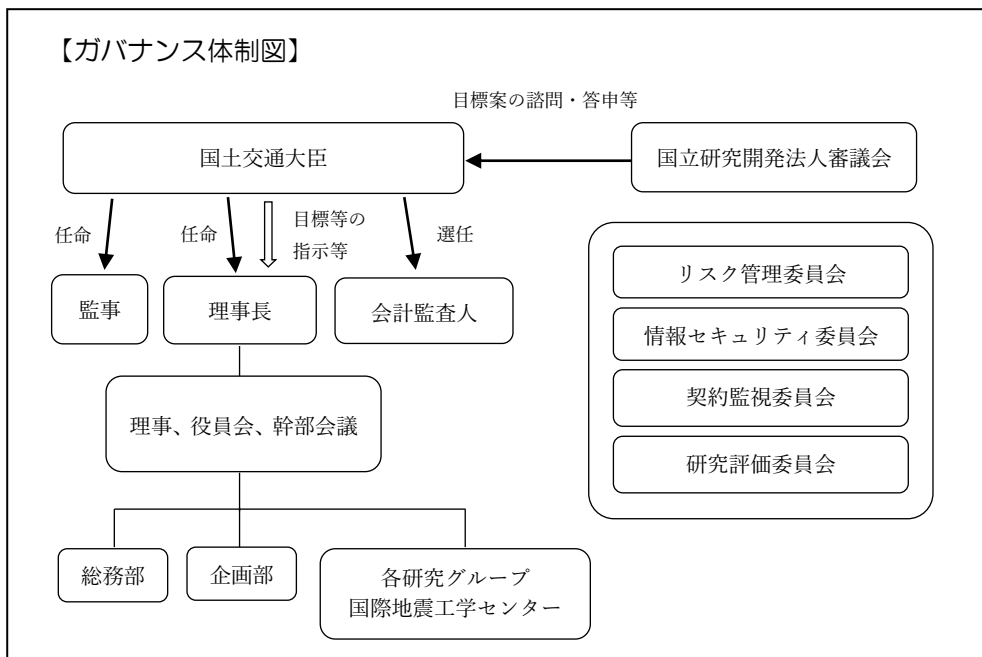 【ガバナンス体制図】
目標案の諮問・答申等
国土交通大臣
国立研究開発法人審議会
任命
任命
目標等の
指示等
選任
監事
理事長
会計監査人
リスク管理委員会
情報セキュリティ委員会
契約監視委員会
研究評価委員会
理事、役員会、幹部会議
総務部
企画部
各研究グループ
国際地震工学センター